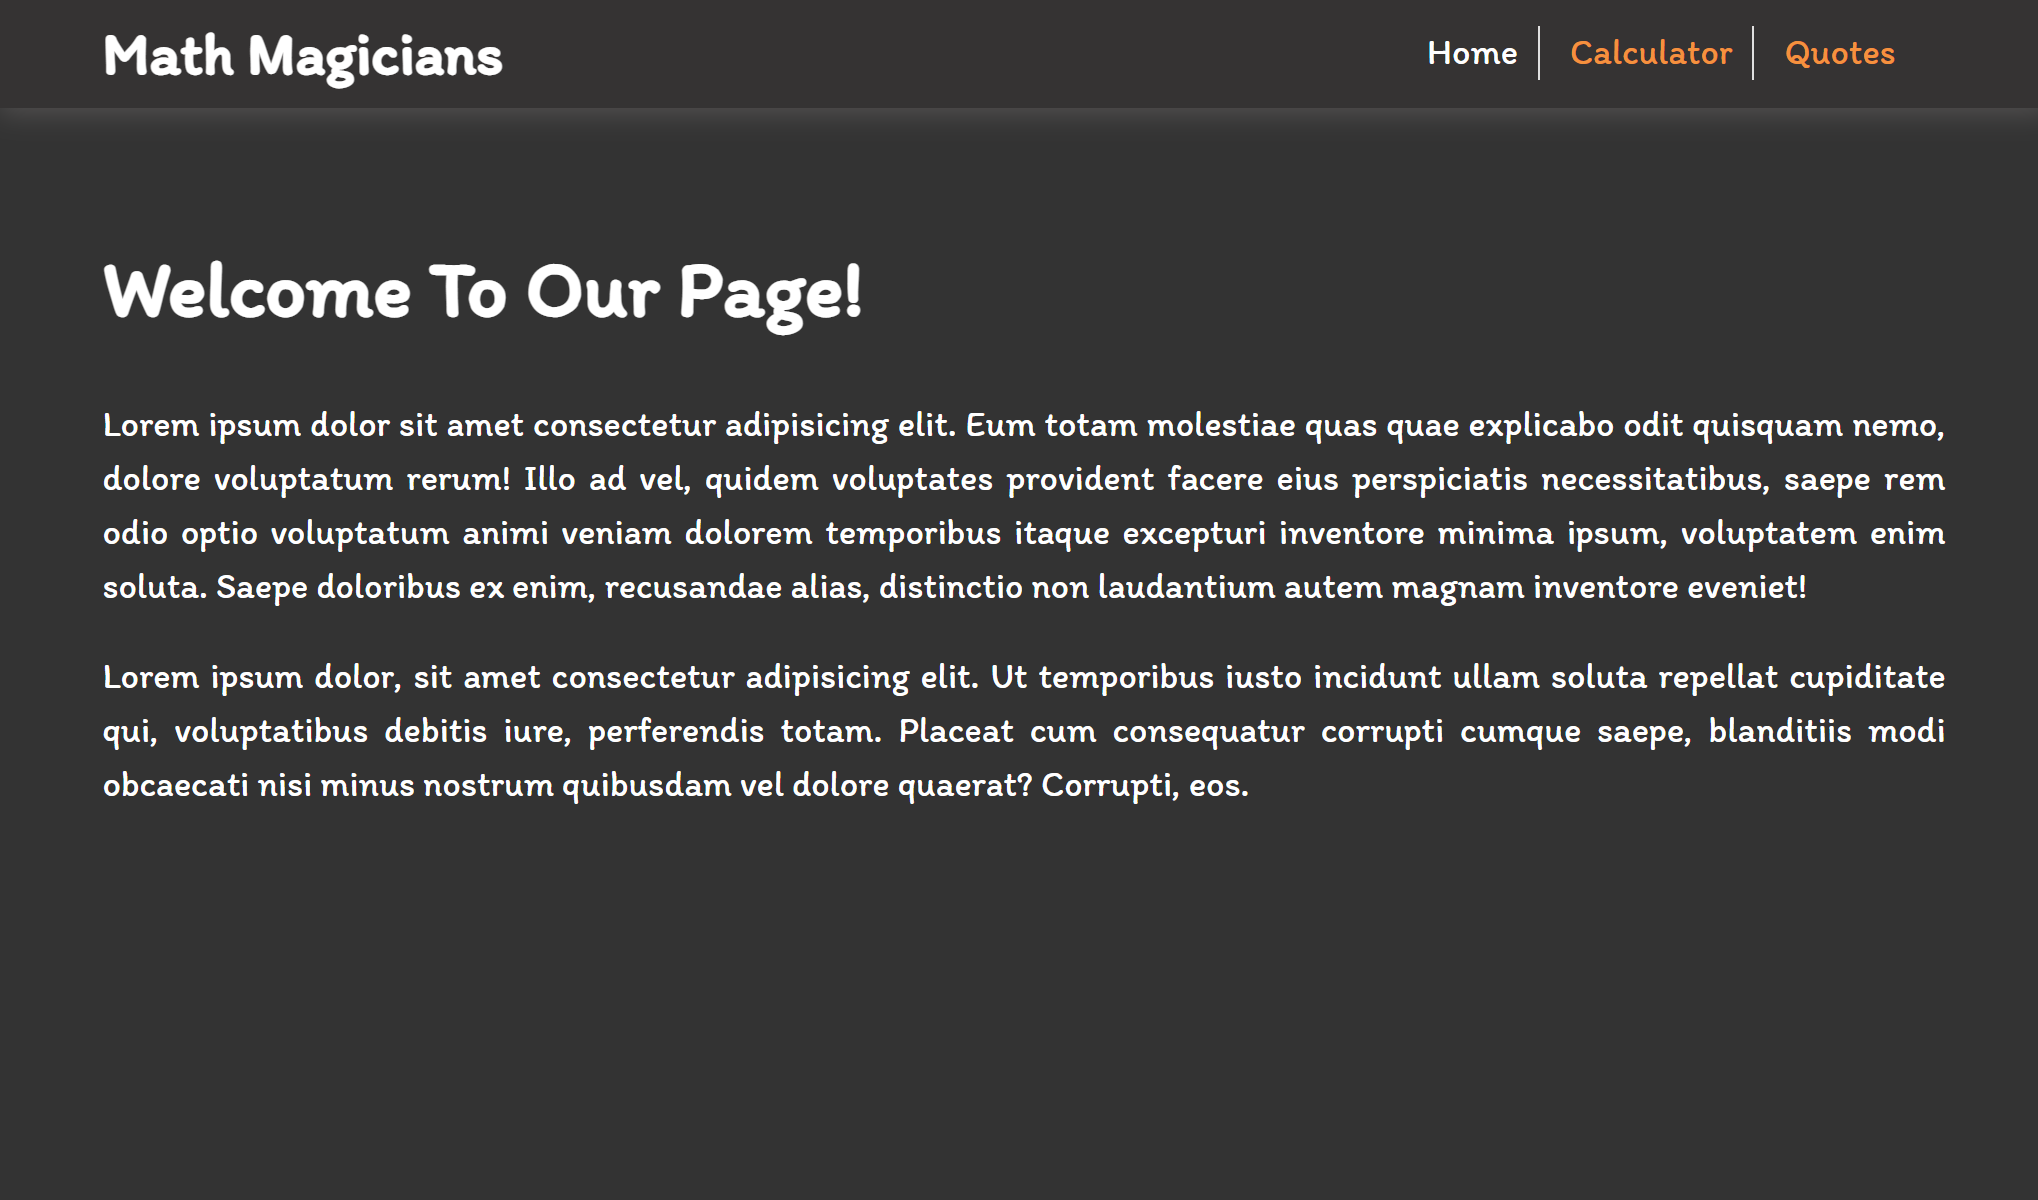 Math Magicians
Home
Calculator
Quotes
Welcome To Our Page!
Lorem ipsum dolor sit amet consectetur adipisicing elit. Eum totam molestiae quas quae explicabo odit quisquam nemo,
dolore voluptatum rerum! Illo ad vel, quidem voluptates provident facere eius perspiciatis necessitatibus, saepe rem
odio optio voluptatum animi veniam dolorem temporibus itaque excepturi inventore minima ipsum, voluptatem enim
soluta. Saepe doloribus ex enim, recusandae alias, distinctio non laudantium autem magnam inventore eveniet!
Lorem ipsum dolor, sit amet consectetur adipisicing elit. Ut temporibus iusto incidunt ullam soluta repellat cupiditate
qui, voluptatibus debitis iure, perferendis totam. Placeat cum consequatur corrupti cumque saepe, blanditiis modi
obcaecati nisi minus nostrum quibusdam vel dolore quaerat? Corrupti, eos.